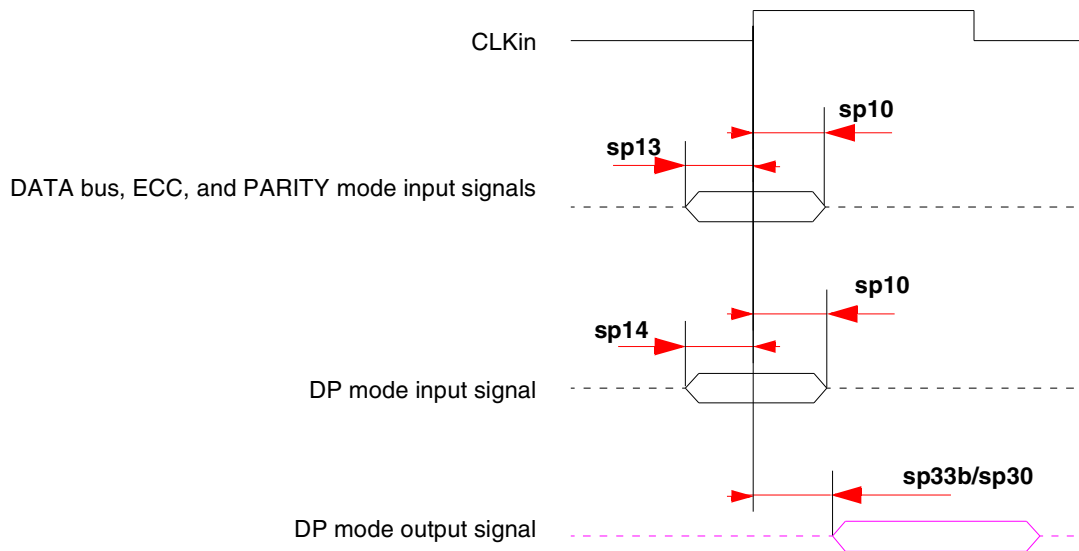 CLKin
sp10
sp13
DATA bus, ECC, and PARITY mode input signals
sp10
sp14
DP mode input signal
sp33b/sp30
DP mode output signal